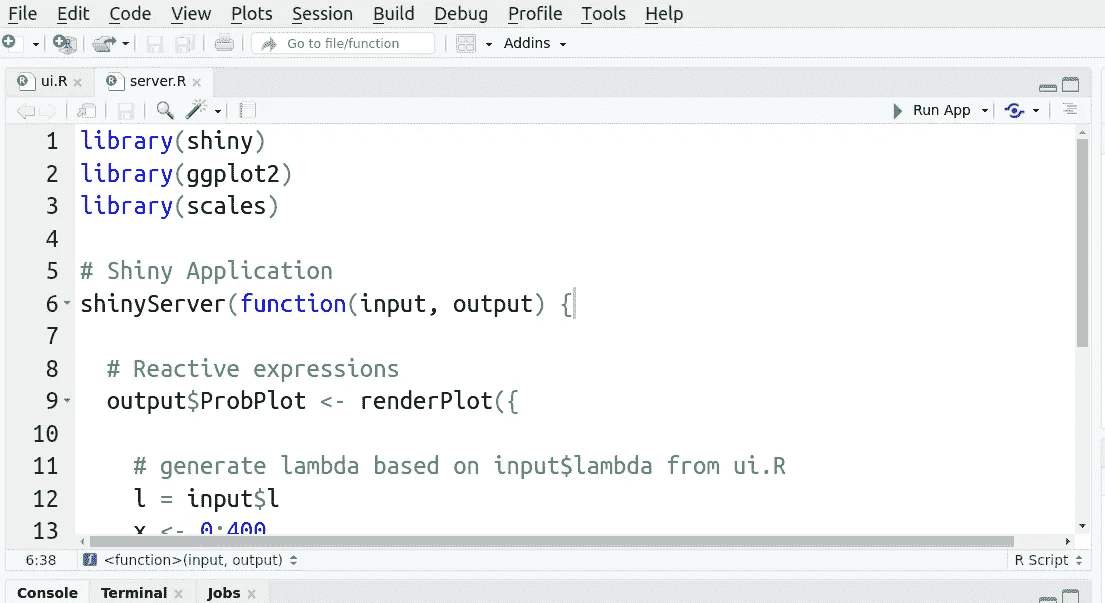 File Edit Code View Plots Session Build Debug Profile Tools Help
Go to file/function Addins
ui.R server.R
Run App
1 library(shiny)
2 library(ggplot2)
3 library(scales)
4
5 # Shiny Application
6 shinyServer(function(input, output) {
7
8   # Reactive expressions
9   output$ProbPlot <- renderPlot({
10
11     # generate lambda based on input$lambda from ui.R
12     l = input$l
13     x <- 0:400
6:38 <function>(input, output) R Script
Console Terminal Jobs